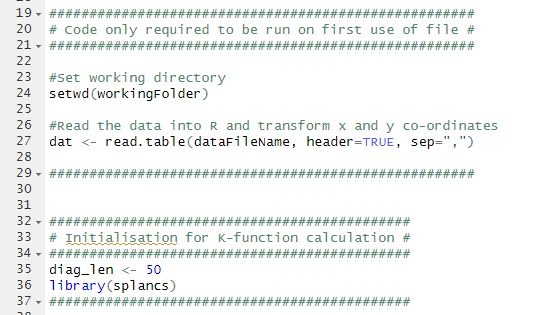 19 #####################################################
20 # Code only required to be run on first use of file #
21 #####################################################
22
23 #Set working directory
24 setwd(workingFolder)
25
26 #Read the data into R and transform x and y co-ordinates
27 dat <- read.table(dataFileName, header=TRUE, sep=",")
28
29 #####################################################
30
31
32 #############################################
33 # Initialisation for K-function calculation #
34 #############################################
35 diag_len <- 50
36 library(splancs)
37 #############################################